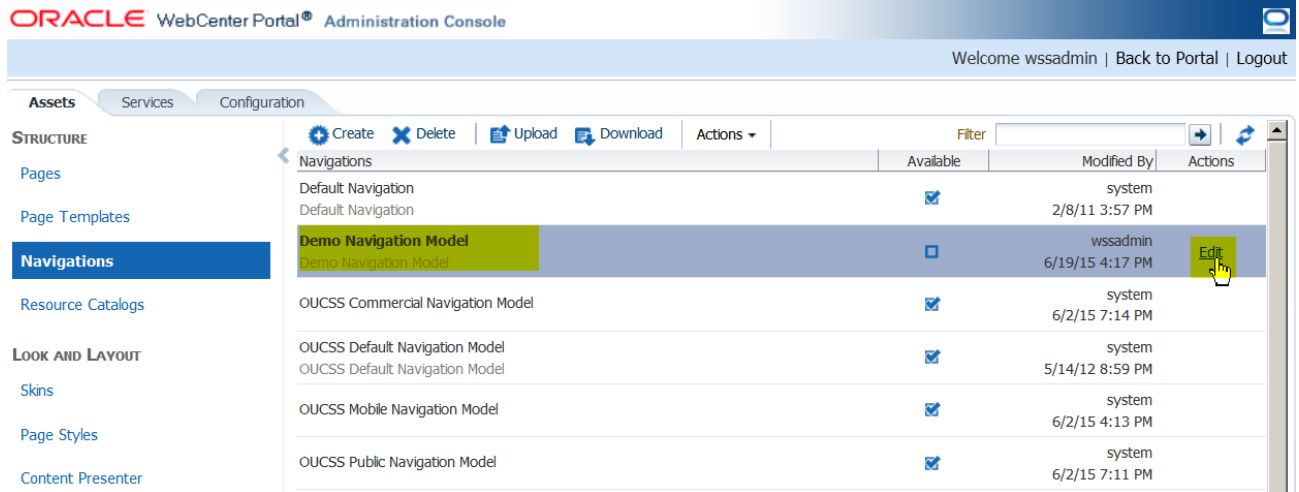 ORACLE WebCenter Portal® Administration Console
Welcome wssadmin | Back to Portal | Logout
Assets Services Configuration
STRUCTURE
Pages
Page Templates
Navigations
Resource Catalogs
LOOK AND LAYOUT
Skins
Page Styles
Content Presenter
Create Delete Upload Download Actions Filter
Navigations Available Modified By Actions
Default Navigation system
Default Navigation 2/8/11 3:57 PM
Demo Navigation Model wssadmin Edit
Demo Navigation Model 6/19/15 4:17 PM
OUCSS Commercial Navigation Model system
6/2/15 7:14 PM
OUCSS Default Navigation Model system
OUCSS Default Navigation Model 5/14/12 8:59 PM
OUCSS Mobile Navigation Model system
6/2/15 4:13 PM
OUCSS Public Navigation Model system
6/2/15 7:11 PM